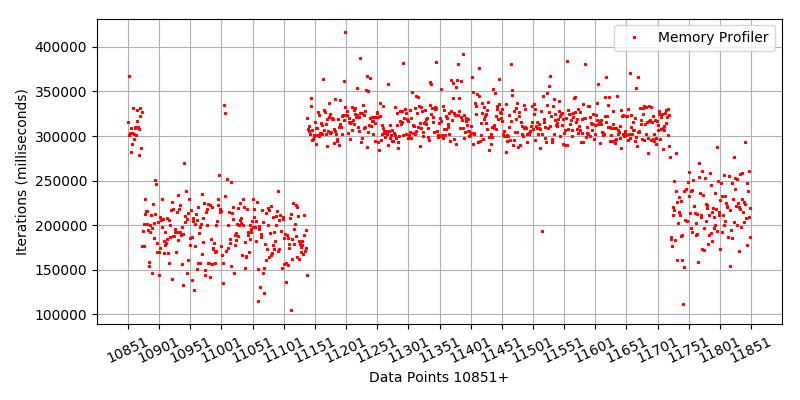 Memory Profiler
400000
350000
300000
250000
200000
150000
100000
Iterations (milliseconds)
10851 10901 10951 11001 11051 11101 11151 11201 11251 11301 11351 11401 11451 11501 11551 11601 11651 11701 11751 11801 11851
Data Points 10851+